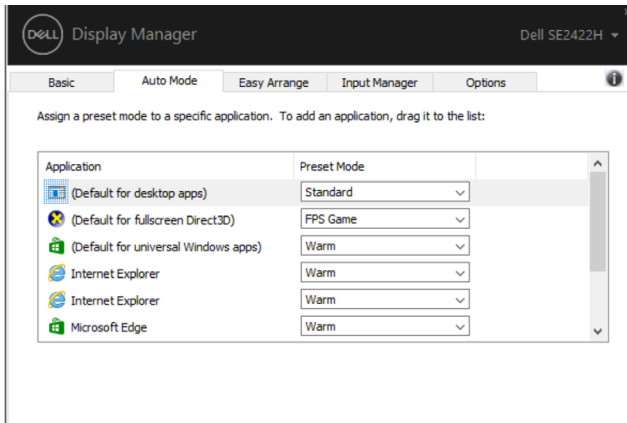 DELL Display Manager Dell SE2422H
Basic Auto Mode Easy Arrange Input Manager Options
Assign a preset mode to a specific application. To add an application, drag it to the list:
Application Preset Mode
(Default for desktop apps) Standard
(Default for fullscreen Direct3D) FPS Game
(Default for universal Windows apps) Warm
Internet Explorer Warm
Internet Explorer Warm
Microsoft Edge Warm